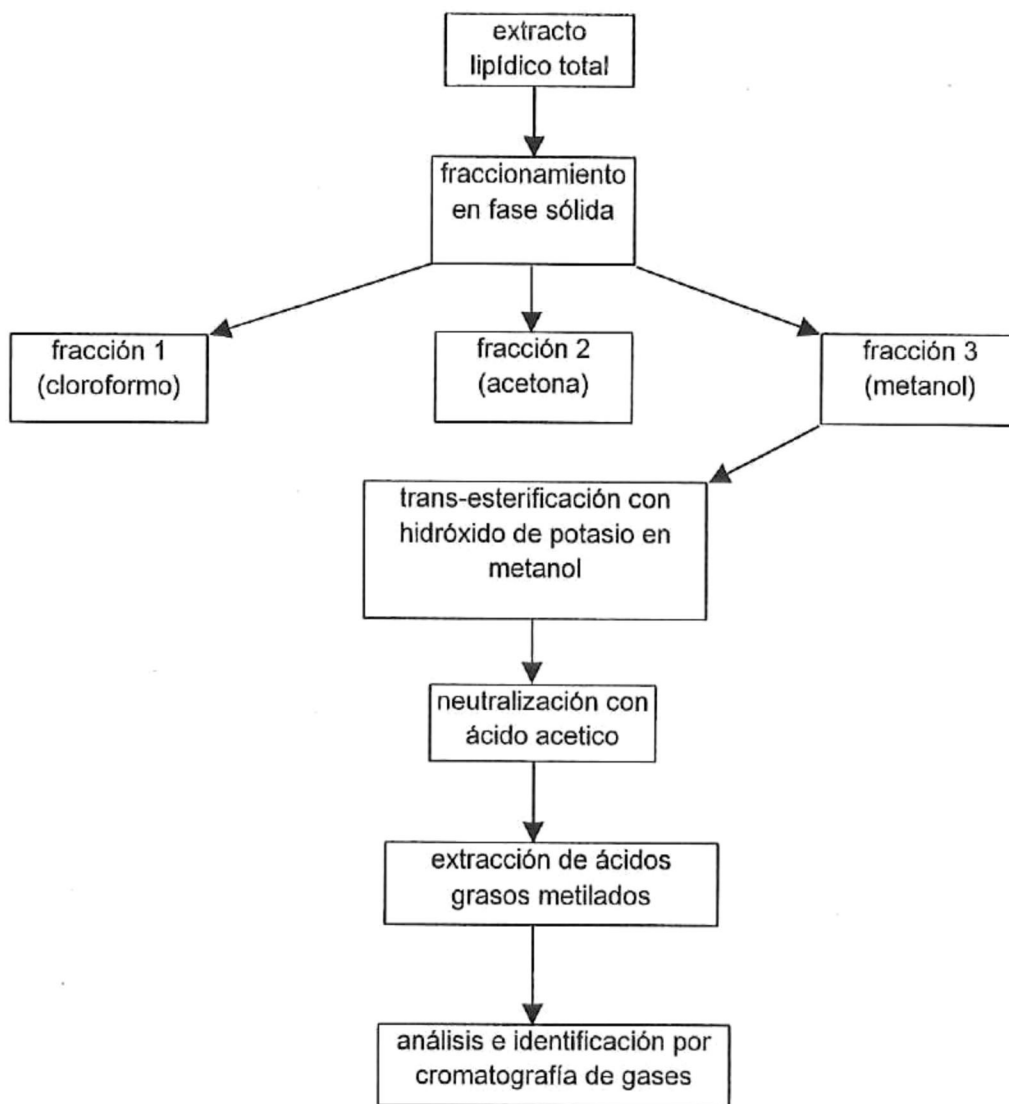 extracto
lipídico total
fraccionamiento
en fase sólida
fracción 1
(cloroformo)
fracción 2
(acetona)
fracción 3
(metanol)
trans-esterificación con
hidróxido de potasio en
metanol
neutralización con
ácido acetico
extracción de ácidos
grasos metilados
análisis e identificación por
cromatografía de gases